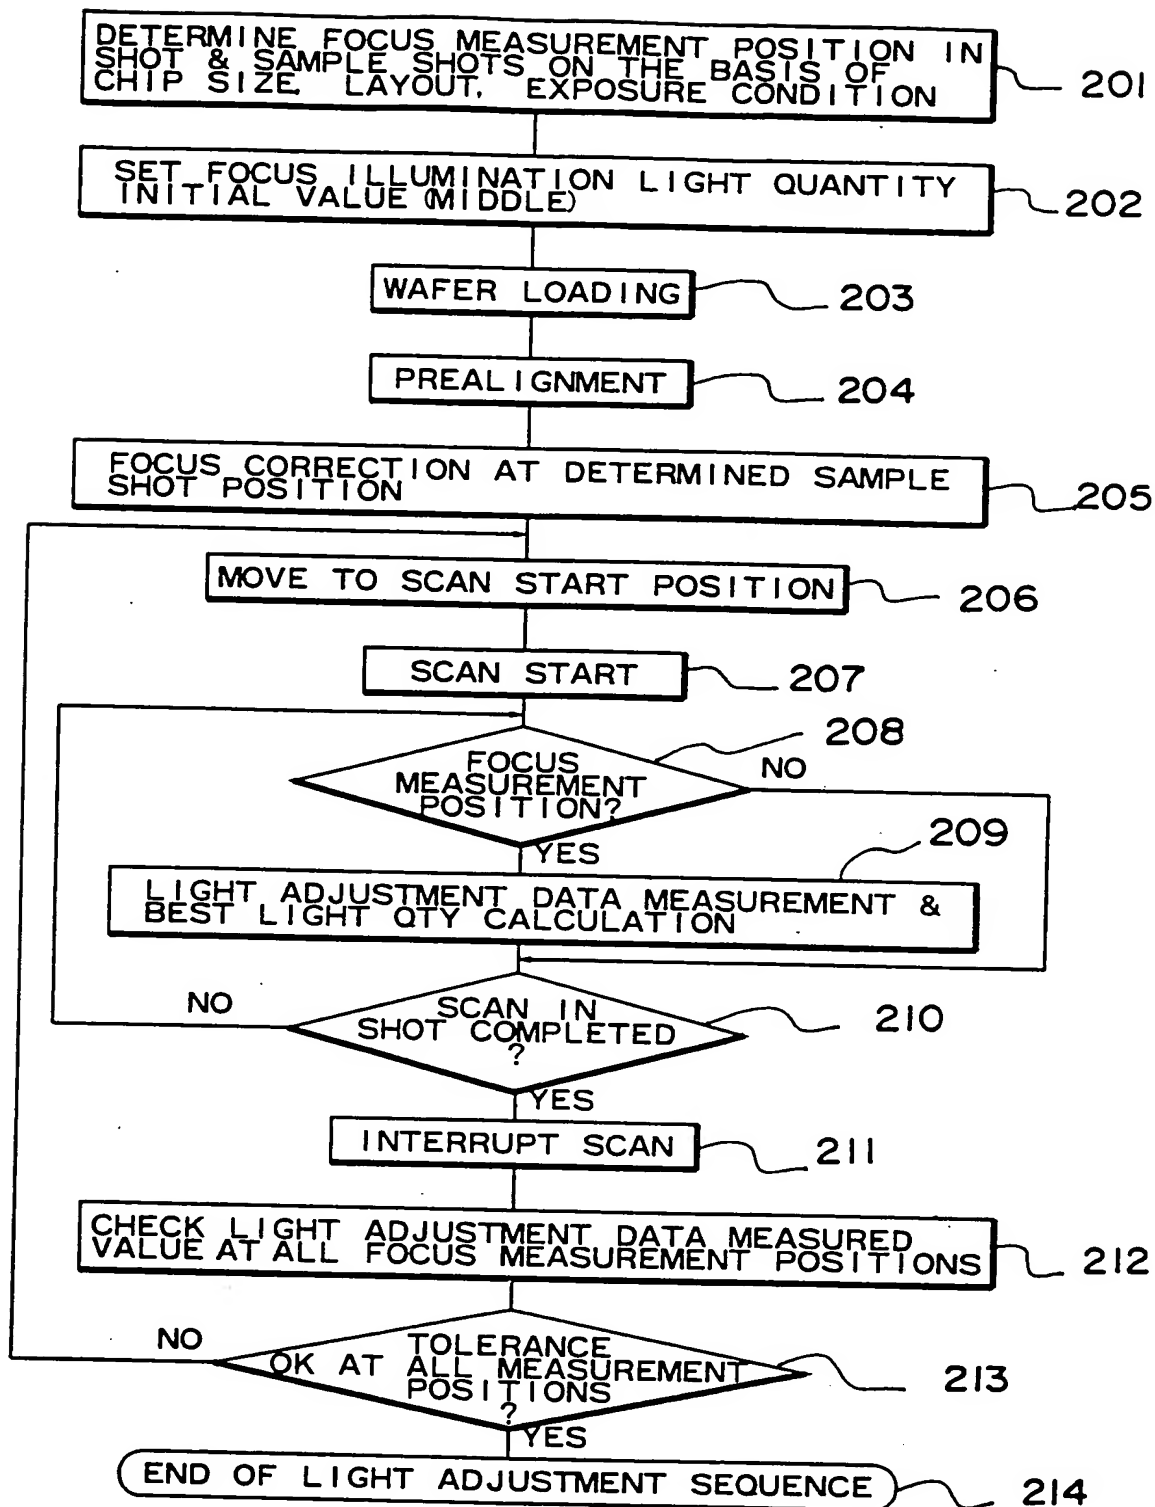 DETERMINE FOCUS MEASUREMENT POSITION IN
SHOT & SAMPLE SHOTS ON THE BASIS OF
CHIP SIZE, LAYOUT, EXPOSURE CONDITION
201
SET FOCUS ILLUMINATION LIGHT QUANTITY
INITIAL VALUE (MIDDLE)
202
WAFER LOADING
203
PREALIGNMENT
204
FOCUS CORRECTION AT DETERMINED SAMPLE
SHOT POSITION
205
MOVE TO SCAN START POSITION
206
SCAN START
207
208
FOCUS
MEASUREMENT
POSITION?
NO
YES
209
LIGHT ADJUSTMENT DATA MEASUREMENT &
BEST LIGHT QTY CALCULATION
NO
SCAN IN
SHOT COMPLETED
?
210
YES
INTERRUPT SCAN
211
CHECK LIGHT ADJUSTMENT DATA MEASURED
VALUE AT ALL FOCUS MEASUREMENT POSITIONS
212
NO
TOLERANCE
OK AT ALL MEASUREMENT
POSITIONS
?
213
YES
END OF LIGHT ADJUSTMENT SEQUENCE
214